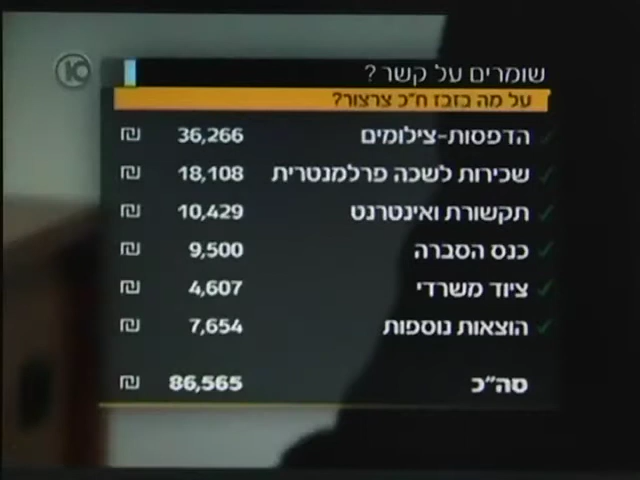 10
שומרים על קשר?
על מה בזבז ח"כ צרצור?
הדפסות-צילומים 36,266 ₪
שכירות לשכה פרלמנטרית 18,108 ₪
תקשורת ואינטרנט 10,429 ₪
כנס הסברה 9,500 ₪
ציוד משרדי 4,607 ₪
הוצאות נוספות 7,654 ₪
סה"כ 86,565 ₪